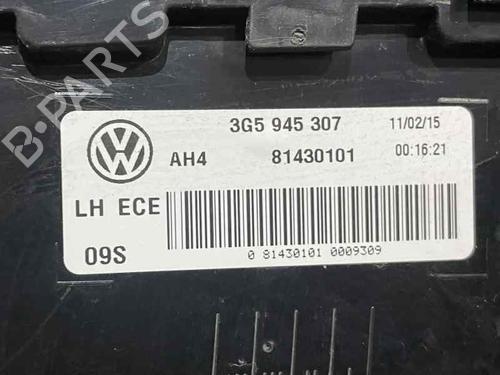 3G5 945 307 11/02/15
AH4 81430101 00:16:21
LH ECE
09S
0 81430101 0009309
B-PARTS